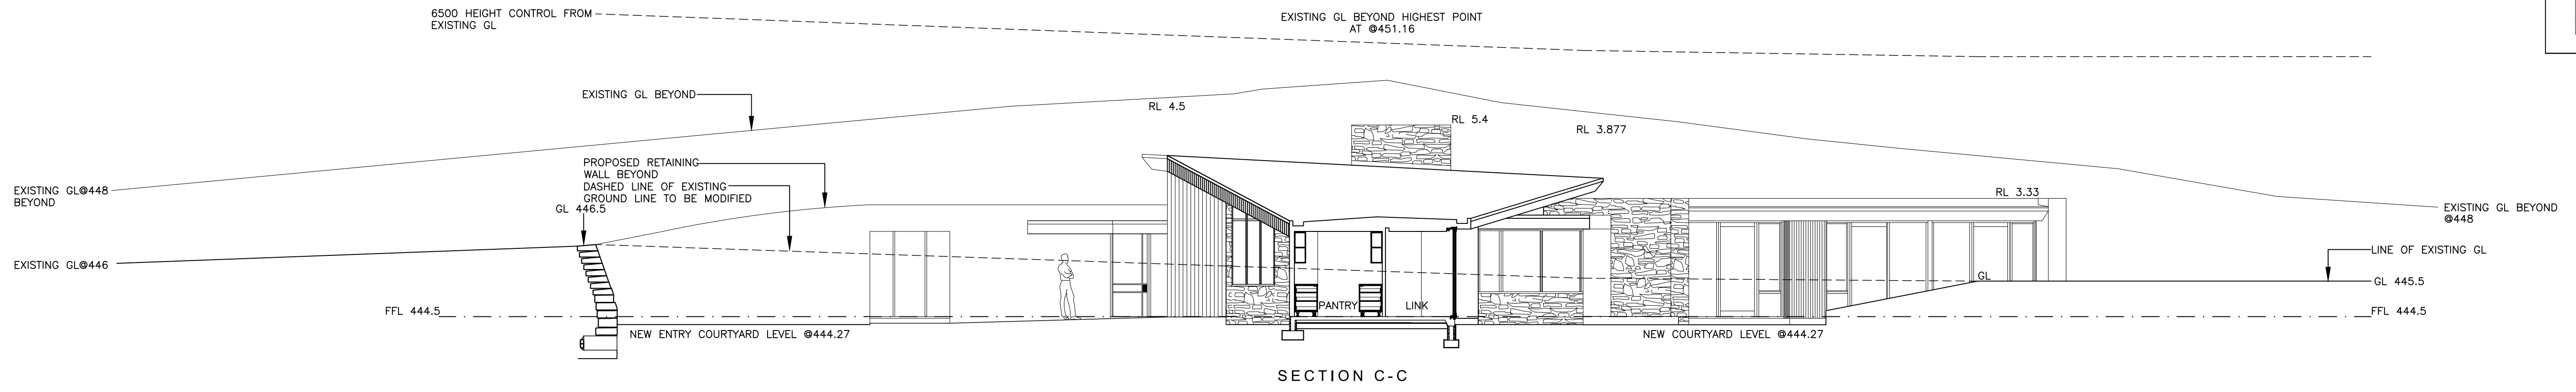 6500 HEIGHT CONTROL FROM
EXISTING GL
EXISTING GL BEYOND HIGHEST POINT
AT @451.16
EXISTING GL BEYOND
RL 4.5
RL 5.4
RL 3.877
PROPOSED RETAINING
WALL BEYOND
DASHED LINE OF EXISTING
GROUND LINE TO BE MODIFIED
GL 446.5
EXISTING GL@448
BEYOND
RL 3.33
EXISTING GL BEYOND
@448
EXISTING GL@446
LINE OF EXISTING GL
GL
GL 445.5
FFL 444.5
PANTRY
LINK
FFL 444.5
NEW ENTRY COURTYARD LEVEL @444.27
NEW COURTYARD LEVEL @444.27
SECTION C-C